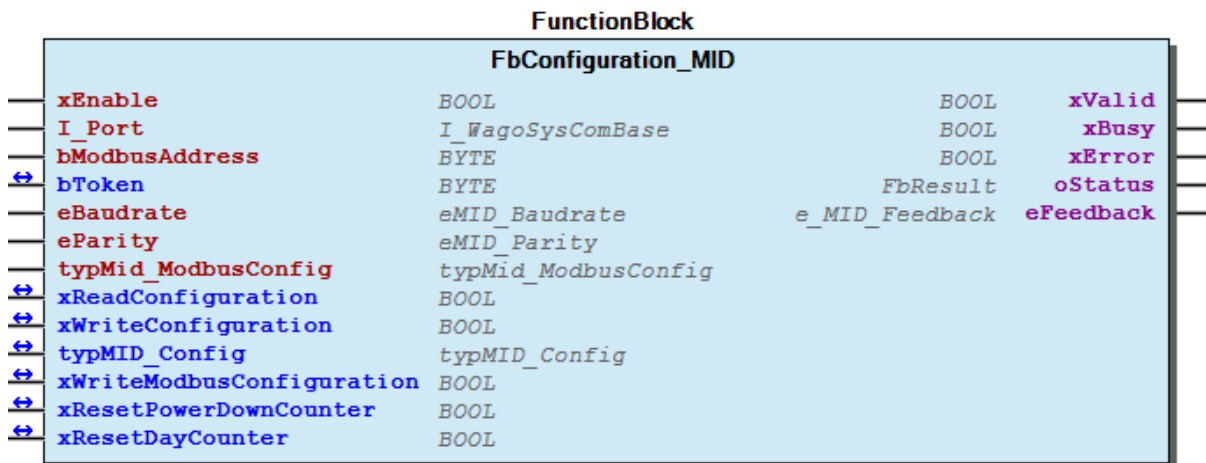 FunctionBlock
FbConfiguration_MID
xEnable BOOL BOOL xValid
I_Port I_WagoSysComBase BOOL xBusy
bModbusAddress BYTE BOOL xError
bToken BYTE FbResult oStatus
eBaudrate eMID_Baudrate e_MID_Feedback eFeedback
eParity eMID_Parity
typMid_ModbusConfig typMid_ModbusConfig
xReadConfiguration BOOL
xWriteConfiguration BOOL
typMID_Config typMID_Config
xWriteModbusConfiguration BOOL
xResetPowerDownCounter BOOL
xResetDayCounter BOOL